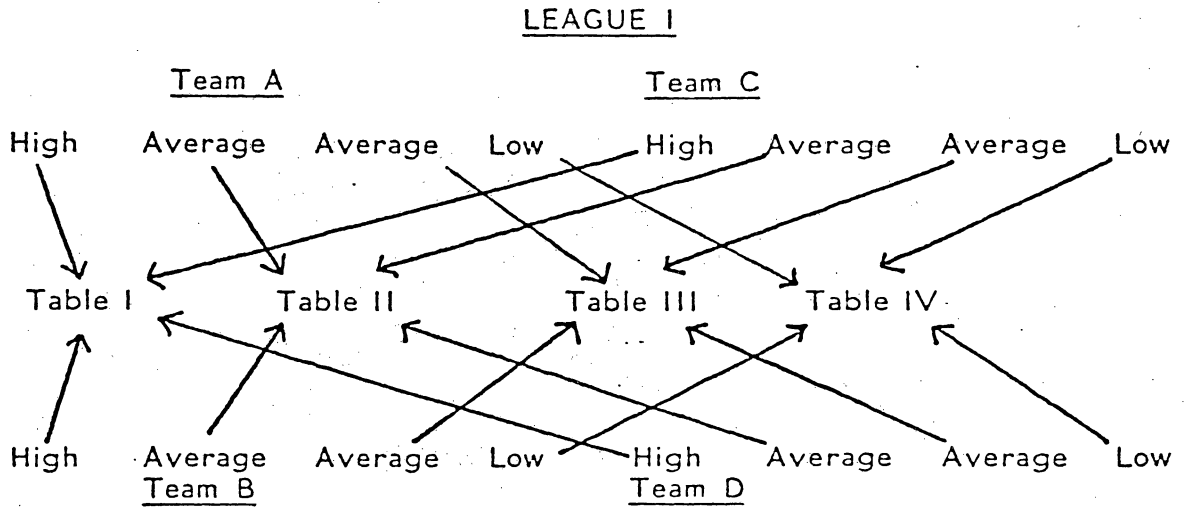 LEAGUE I
Team A Team C
High Average Average Low High Average Average Low
Table I Table II Table III Table IV
High Average Average Low High Average Average Low
Team B Team D